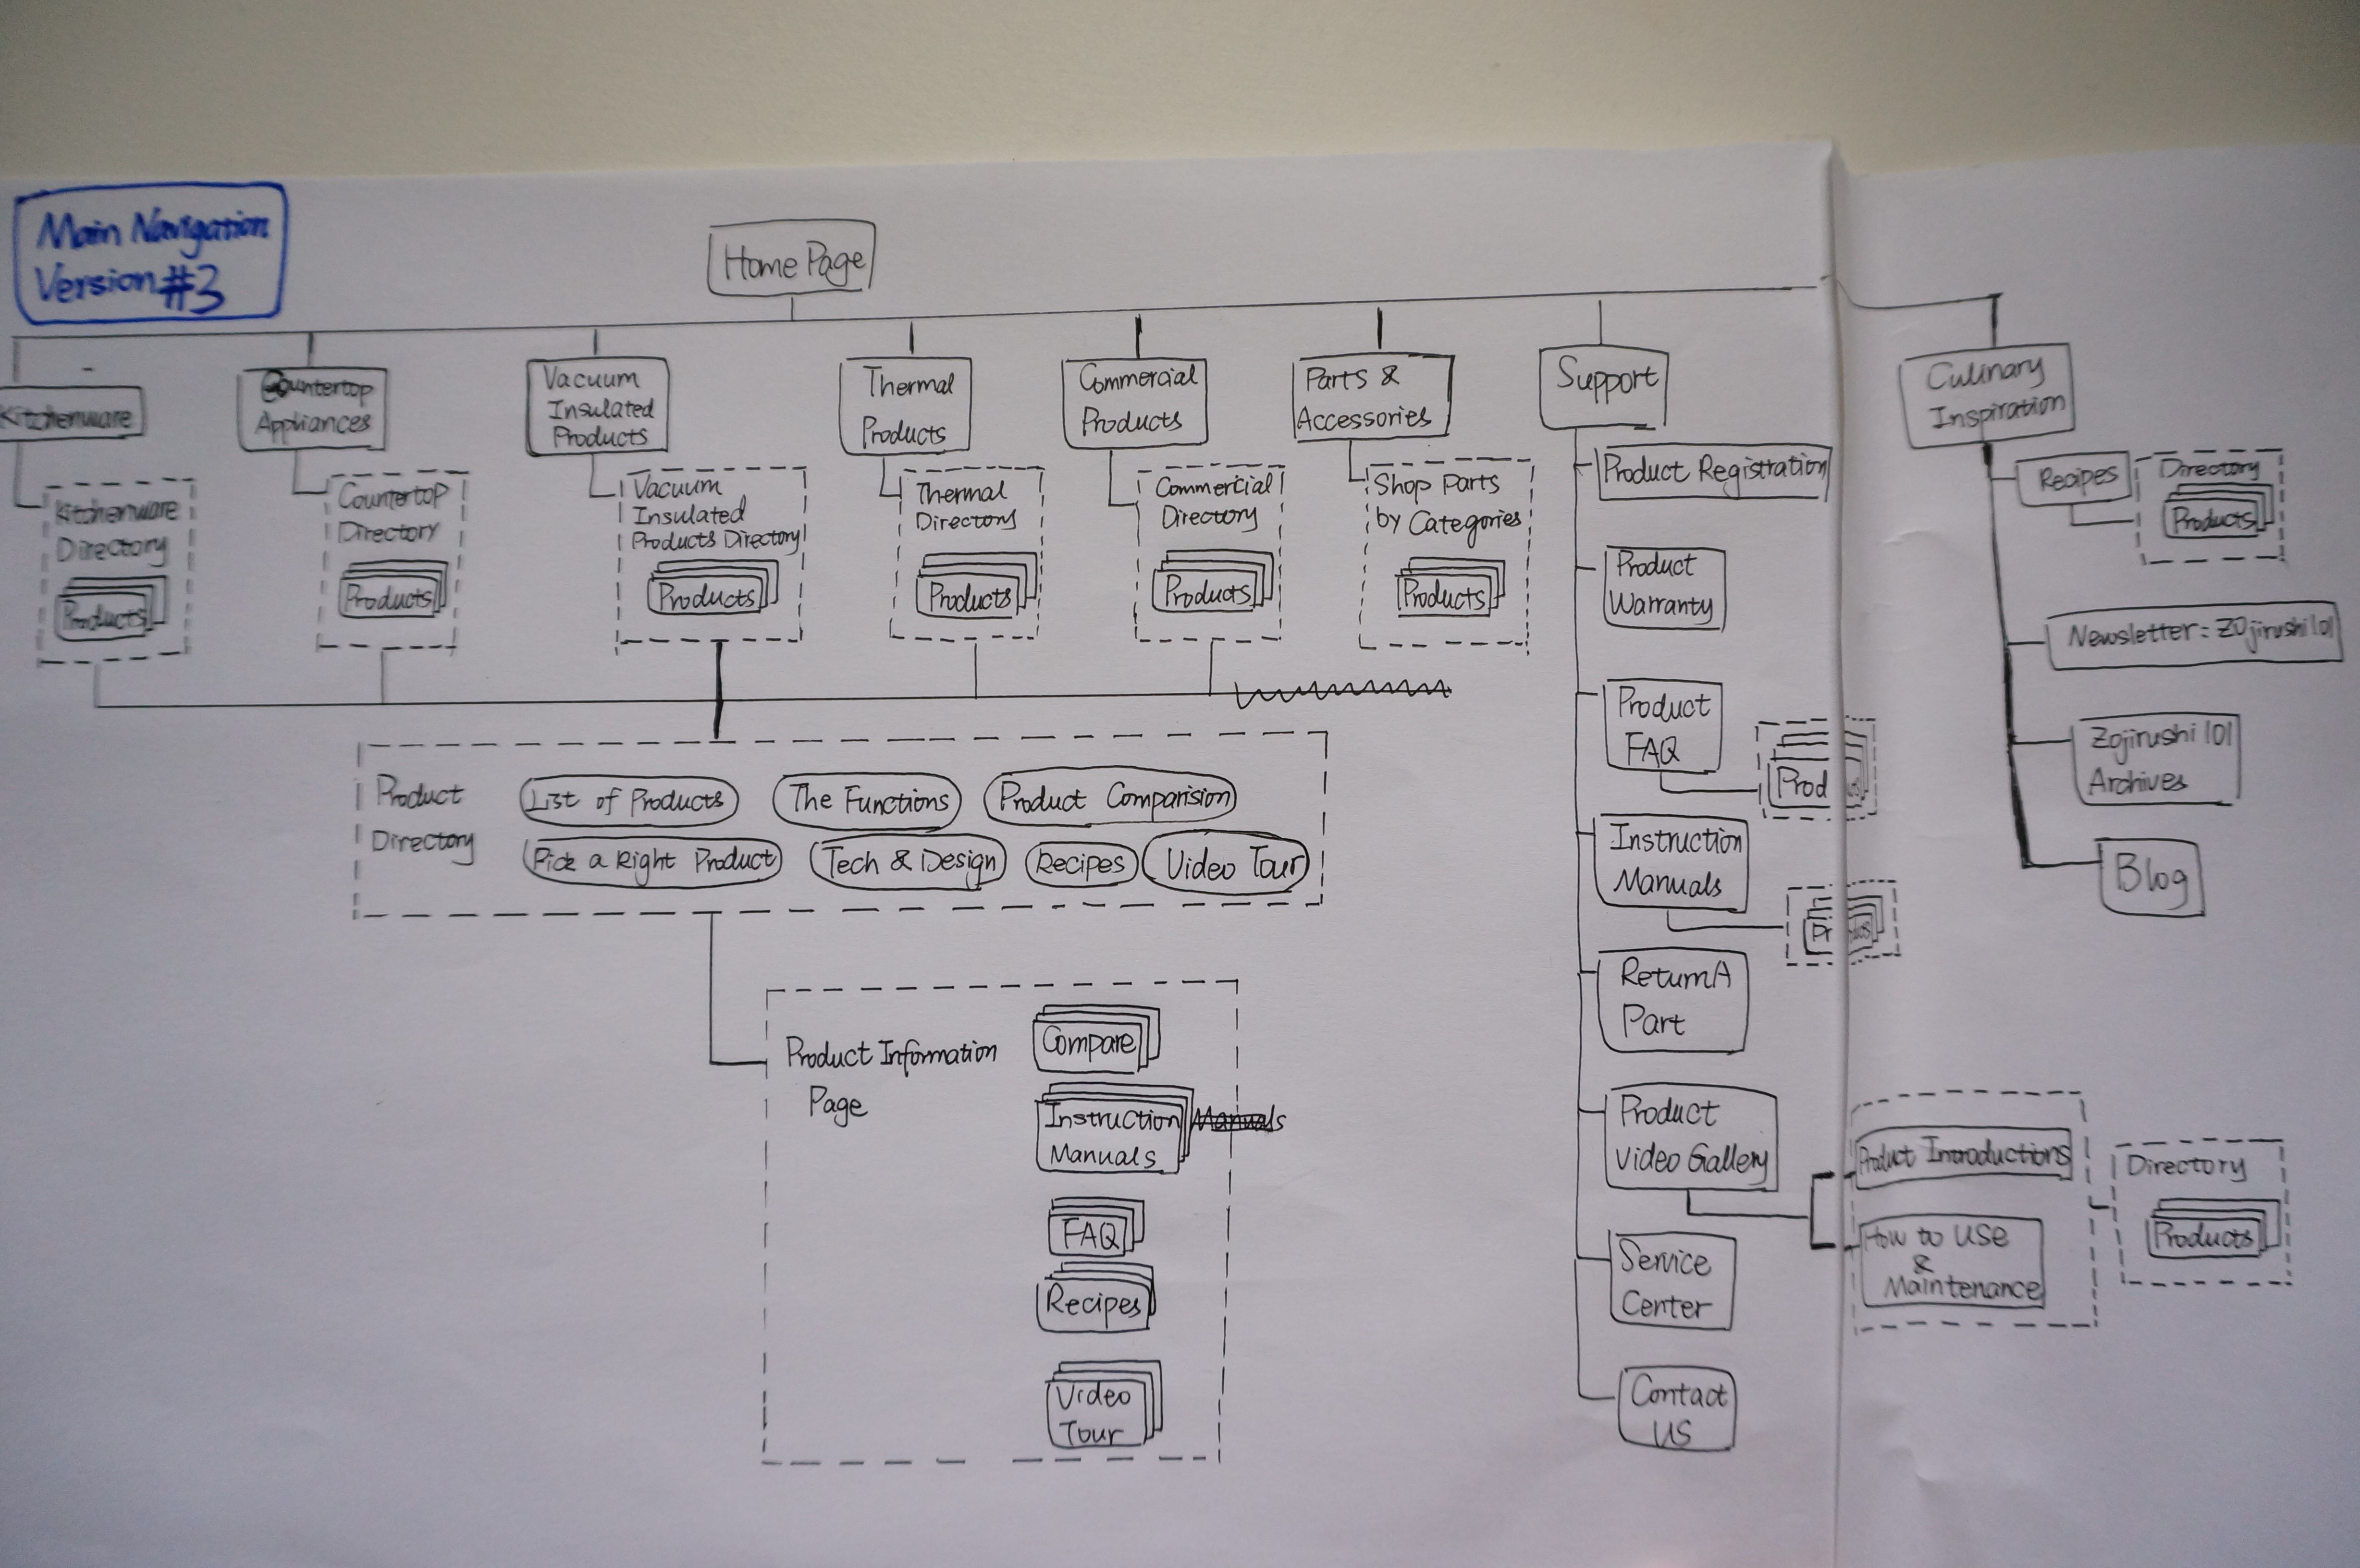 Main Navigation
Version #3
Home Page
Kitchenware
Countertop
Appliances
Vacuum
Insulated
Products
Thermal
Products
Commercial
Products
Parts &
Accessories
Support
Culinary
Inspiration
Kitchenware
Directory
Products
Countertop
Directory
Products
Vacuum
Insulated
Products Directory
Products
Thermal
Directory
Products
Commercial
Directory
Products
Shop Parts
by Categories
Products
Product Registration
Product
Warranty
Product
FAQ
Prod
Instruction
Manuals
Pr
Return A
Part
Product
Video Gallery
Product Introductions
How to USE
&
Maintenance
Directory
Products
Service
Center
Contact
US
Recipes
Directory
Products
Newsletter: ZOjirushi 101
Zojirushi 101
Archives
Blog
Product
Directory
List of Products
The Functions
Product Comparision
Pick a Right Product
Tech & Design
Recipes
Video Tour
Product Information
Page
Compare
Instruction Manuals
Manuals
FAQ
Recipes
Video
Tour